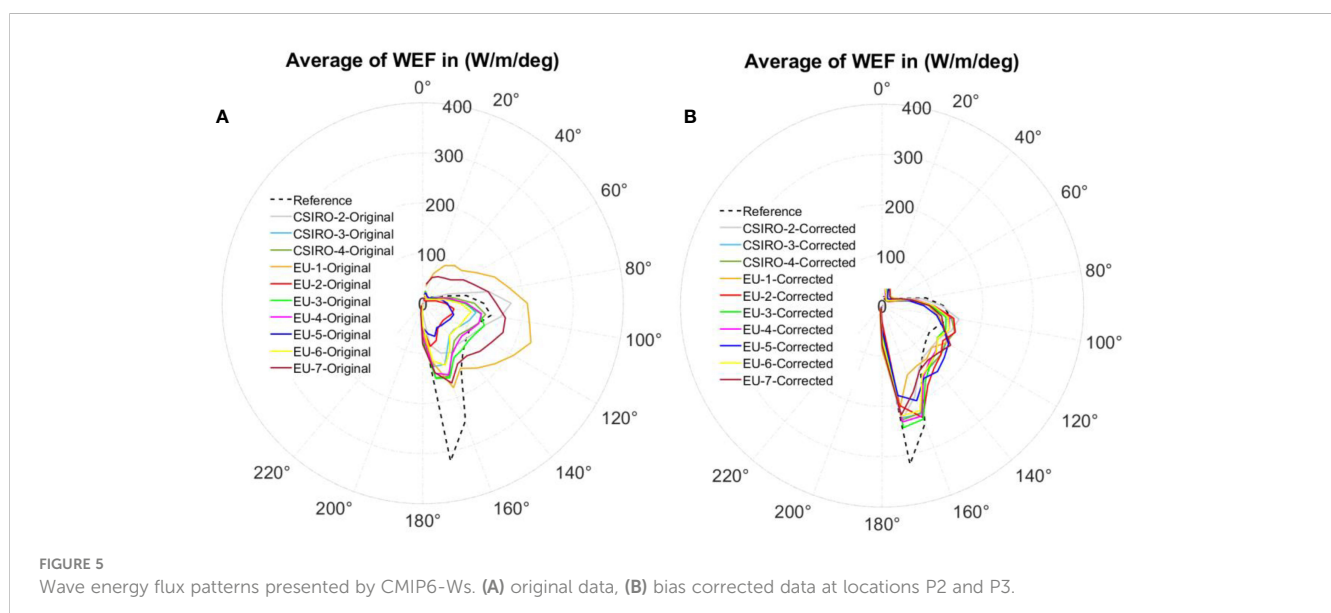 Average of WEF in (W/m/deg)
A
0°
20°
40°
60°
80°
100°
120°
140°
160°
180°
200°
220°
400
300
200
100
0
Reference
CSIRO-2-Original
CSIRO-3-Original
CSIRO-4-Original
EU-1-Original
EU-2-Original
EU-3-Original
EU-4-Original
EU-5-Original
EU-6-Original
EU-7-Original
Average of WEF in (W/m/deg)
B
0°
20°
40°
60°
80°
100°
120°
140°
160°
180°
200°
220°
400
300
200
100
0
Reference
CSIRO-2-Corrected
CSIRO-3-Corrected
CSIRO-4-Corrected
EU-1-Corrected
EU-2-Corrected
EU-3-Corrected
EU-4-Corrected
EU-5-Corrected
EU-6-Corrected
EU-7-Corrected
FIGURE 5
Wave energy flux patterns presented by CMIP6-Ws. (A) original data, (B) bias corrected data at locations P2 and P3.